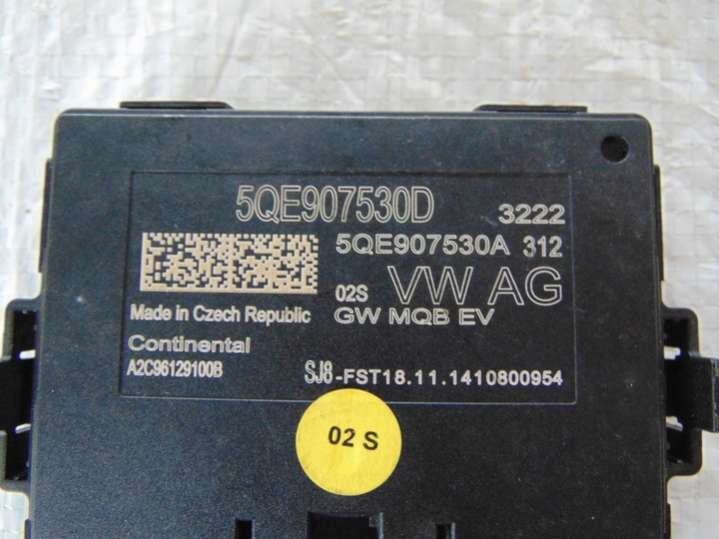 5QE907530D 3222
5QE907530A 312
02S VW AG
Made in Czech Republic GW MQB EV
Continental
A2C96129100B SJ8-FST18.11.1410800954
02 S